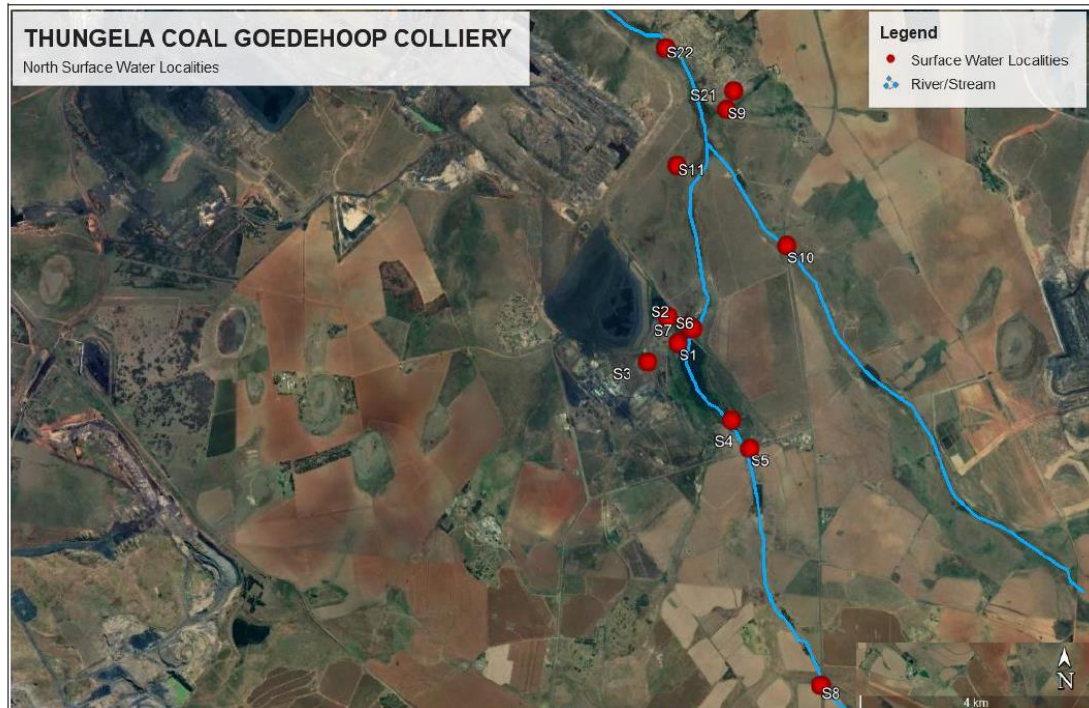 THUNGELA COAL GOEDEHOOP COLLIERY
North Surface Water Localities
Legend
Surface Water Localities
River/Stream
S22
S21
S9
S11
S10
S2
S6
S7
S1
S3
S4
S5
S8
N
4 km